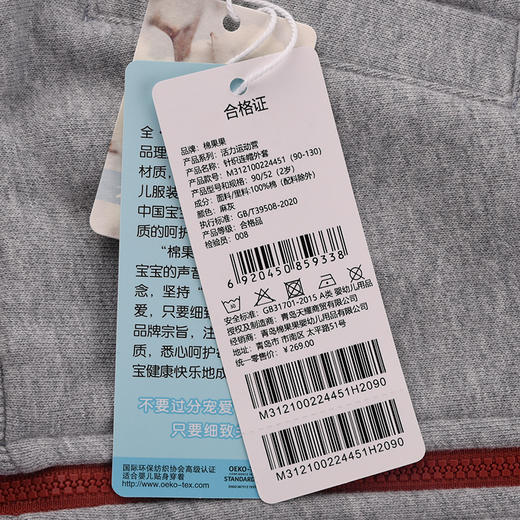 合格证
品牌：棉果果
产品系列：活力运动营
产品名称：针织连帽外套
产品款号：M312100224451 (90-130)
产品型号和规格：90/52 (2岁)
成分：面料/里料:100%棉 (配料除外)
颜色：麻灰
执行标准：GB/T39508-2020
产品等级：合格品
检验员：008
6 920450 859338
安全标准：GB31701-2015 A类 婴幼儿用品
授权及制造商：青岛天耀商贸有限公司
经销商：青岛棉果果婴幼儿用品有限公司
地址：青岛市 市南区 太平路51号
统一零售价：¥269.00
M312100224451H2090
M312100224451H2090
全·
品理
材质，
儿服装
中国宝
质的呵护
“棉果
宝宝的声音
念，坚持“
爱，只要细
品牌宗旨，注
质，悉心呵护
宝健康快乐地成
不要过分宠爱
只要细致
国际环保纺织协会高级认证
适合婴儿贴身穿着
www.oeko-tex.com
OEKO-T
STANDARD